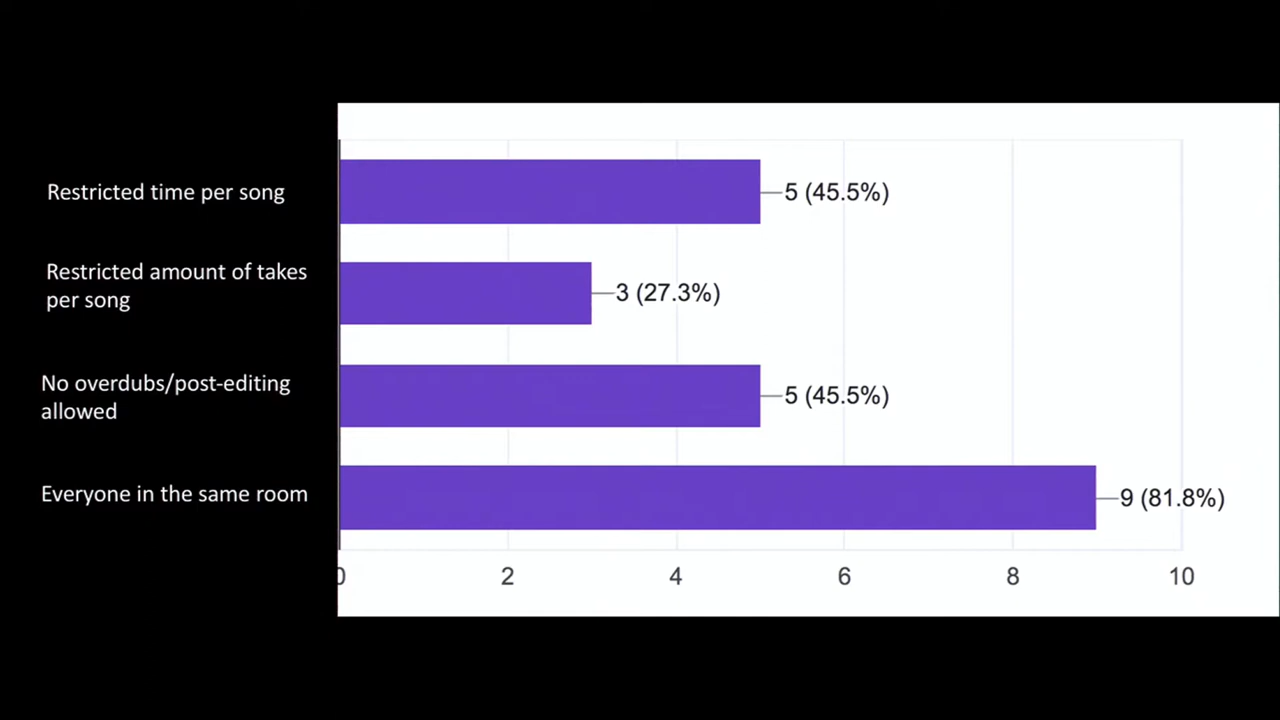 Restricted time per song
5 (45.5%)
Restricted amount of takes
per song
3 (27.3%)
No overdubs/post-editing
allowed
5 (45.5%)
Everyone in the same room
9 (81.8%)
0 2 4 6 8 10